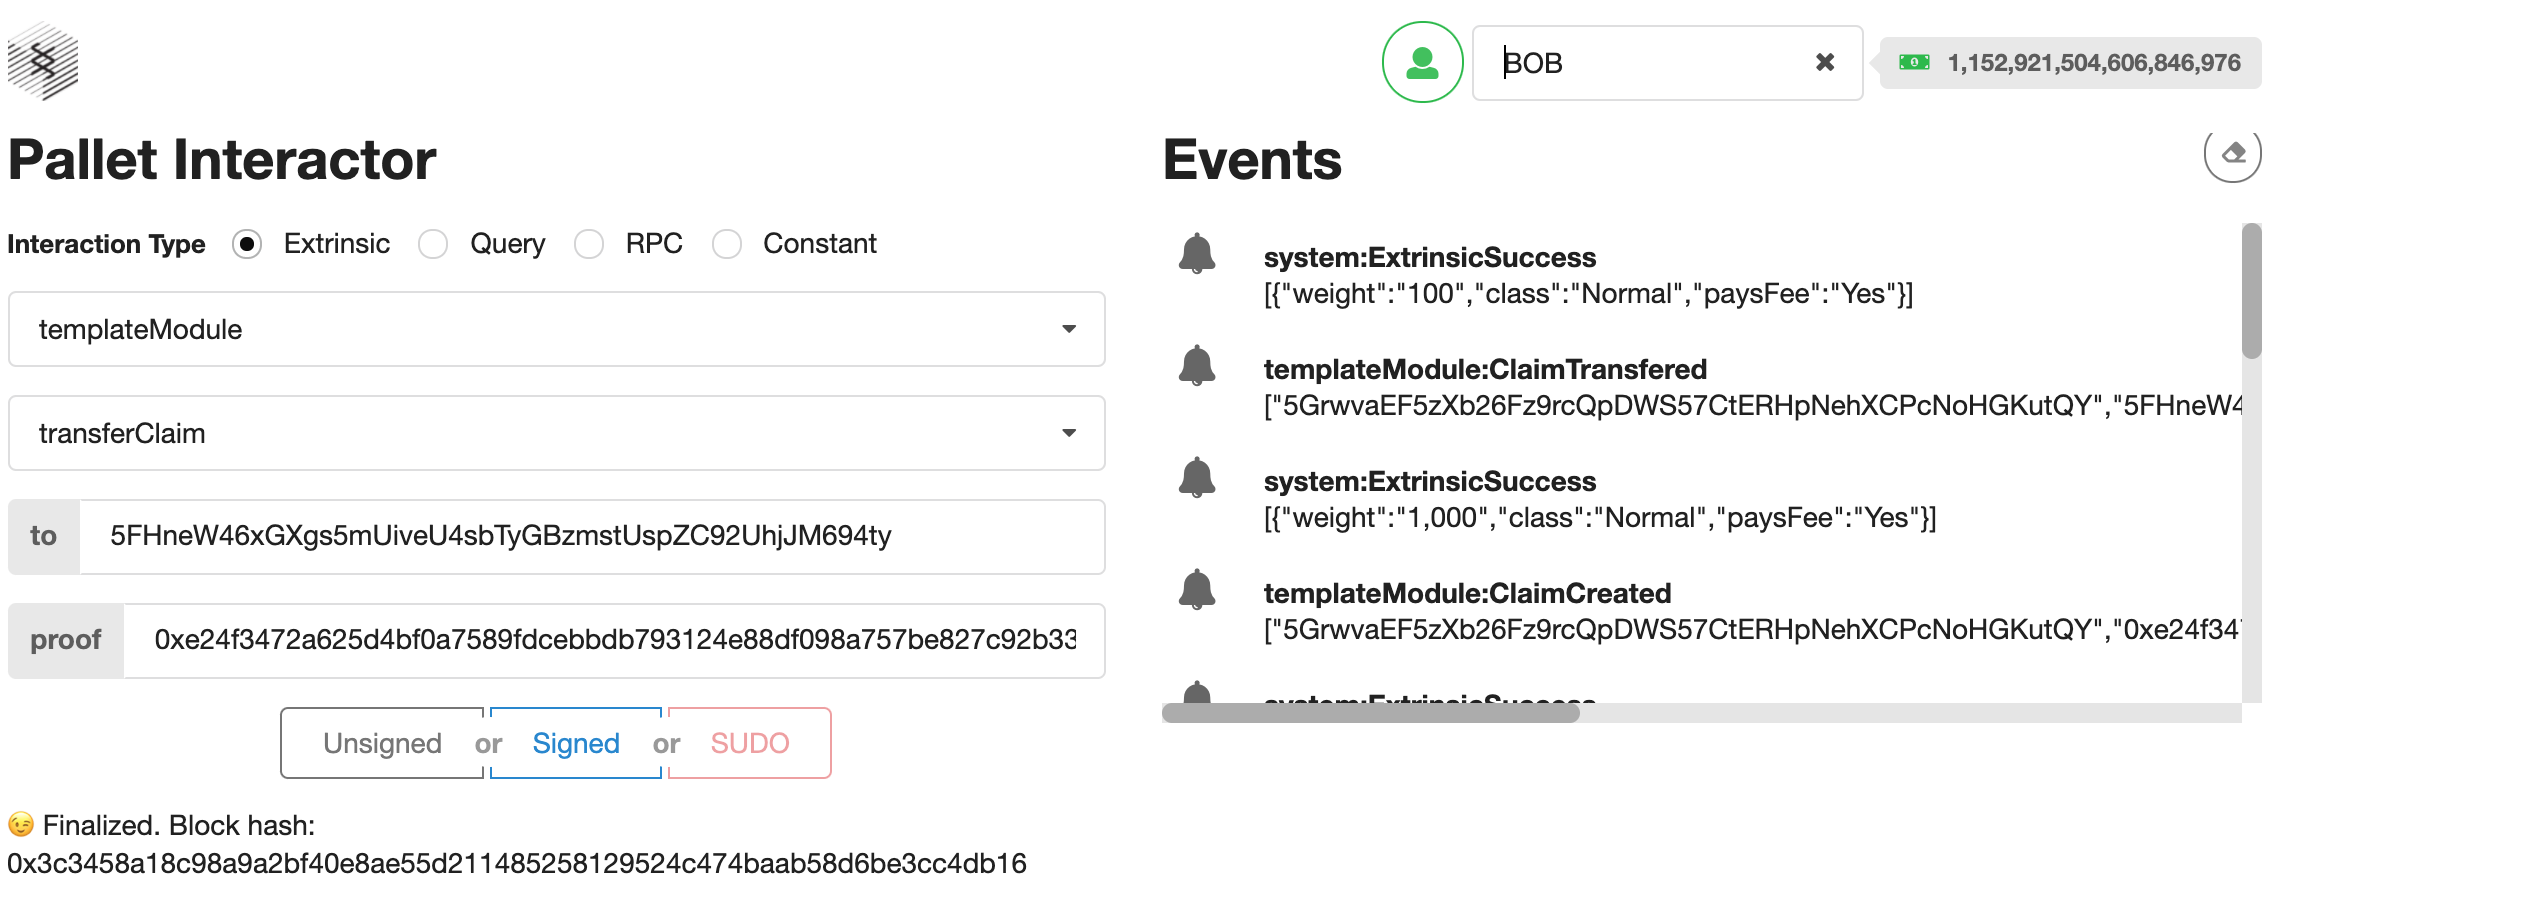 BOB
1,152,921,504,606,846,976
Pallet Interactor
Interaction Type Extrinsic Query RPC Constant
templateModule
transferClaim
to 5FHneW46xGXgs5mUiveU4sbTyGBzmstUspZC92UhjJM694ty
proof 0xe24f3472a625d4bf0a7589fdcebbdb793124e88df098a757be827c92b33
Unsigned or Signed or SUDO
😉 Finalized. Block hash:
0x3c3458a18c98a9a2bf40e8ae55d211485258129524c474baab58d6be3cc4db16
Events
system:ExtrinsicSuccess
[{"weight":"100","class":"Normal","paysFee":"Yes"}]
templateModule:ClaimTransfered
["5GrwvaEF5zXb26Fz9rcQpDWS57CtERHpNehXCPcNoHGKutQY","5FHneW4
system:ExtrinsicSuccess
[{"weight":"1,000","class":"Normal","paysFee":"Yes"}]
templateModule:ClaimCreated
["5GrwvaEF5zXb26Fz9rcQpDWS57CtERHpNehXCPcNoHGKutQY","0xe24f34
system:ExtrinsicSuccess